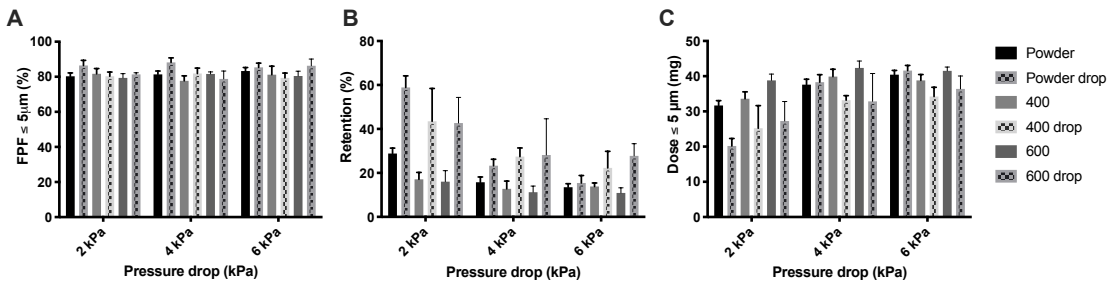 A
FPF ≤ 5µm (%)
100
80
60
40
20
0
2 kPa
4 kPa
6 kPa
Pressure drop (kPa)
B
Retention (%)
80
60
40
20
0
2 kPa
4 kPa
6 kPa
Pressure drop (kPa)
C
Dose ≤ 5 µm (mg)
50
40
30
20
10
0
2 kPa
4 kPa
6 kPa
Pressure drop (kPa)
Powder
Powder drop
400
400 drop
600
600 drop